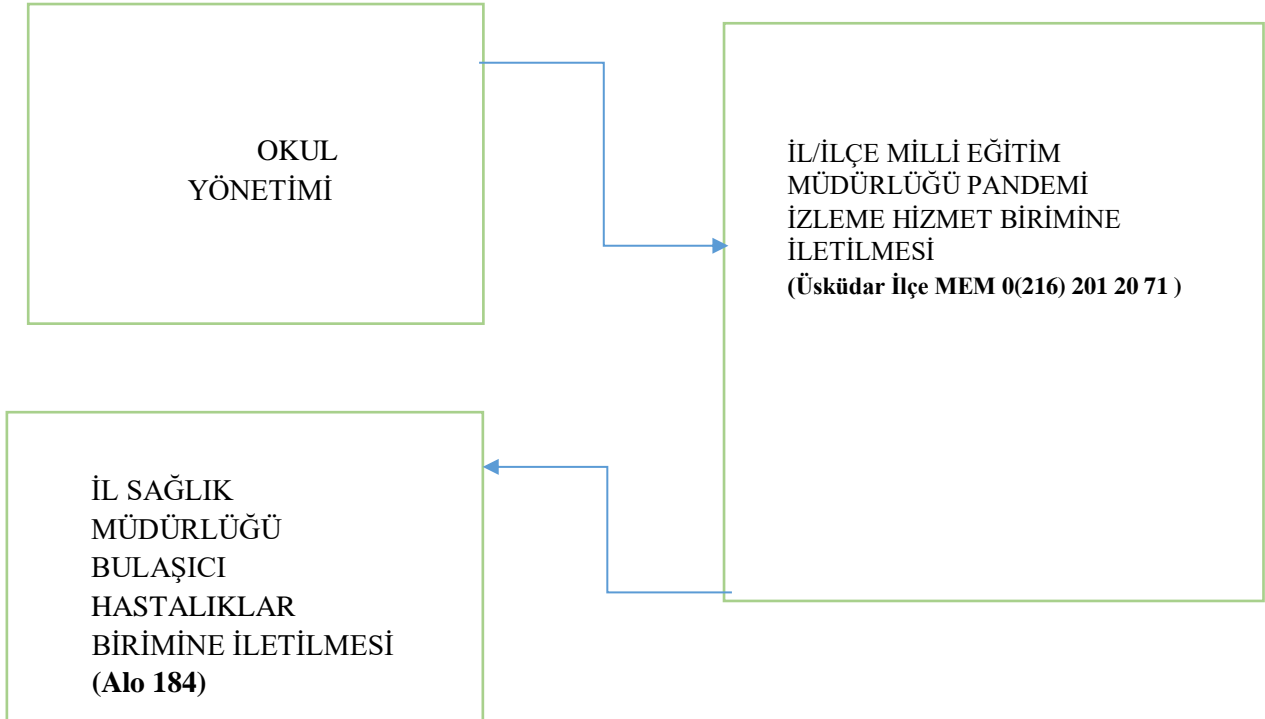 OKUL
YÖNETİMİ
İL/İLÇE MİLLİ EĞİTİM
MÜDÜRLÜĞÜ PANDEMİ
İZLEME HİZMET BİRİMİNE
İLETİLMESİ
(Üsküdar İlçe MEM 0(216) 201 20 71 )
İL SAĞLIK
MÜDÜRLÜĞÜ
BULAŞICI
HASTALIKLAR
BİRİMİNE İLETİLMESİ
(Alo 184)